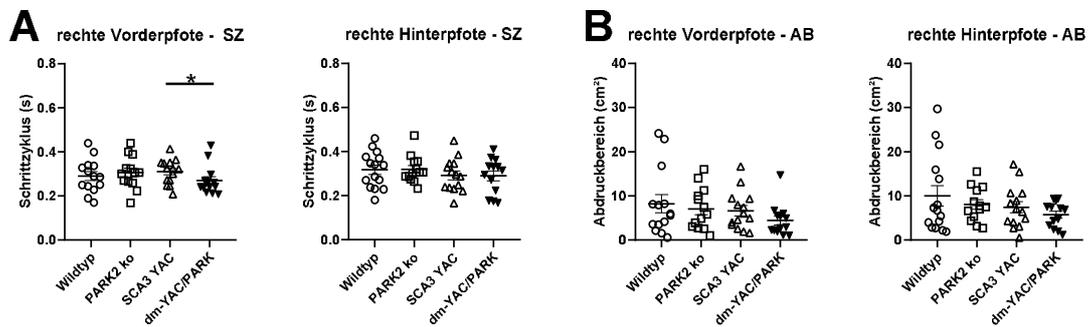 A
rechte Vorderpfote - SZ
Schritzyklus (s)
0.8
0.6
0.4
0.2
0.0
*
Wildtyp
PARK2 ko
SCA3 YAC
dm-YAC/PARK
rechte Hinterpfote - SZ
Schritzyklus (s)
0.8
0.6
0.4
0.2
0.0
Wildtyp
PARK2 ko
SCA3 YAC
dm-YAC/PARK
B
rechte Vorderpfote - AB
Abdruckbereich (cm²)
40
30
20
10
0
Wildtyp
PARK2 ko
SCA3 YAC
dm-YAC/PARK
rechte Hinterpfote - AB
Abdruckbereich (cm²)
40
30
20
10
0
Wildtyp
PARK2 ko
SCA3 YAC
dm-YAC/PARK